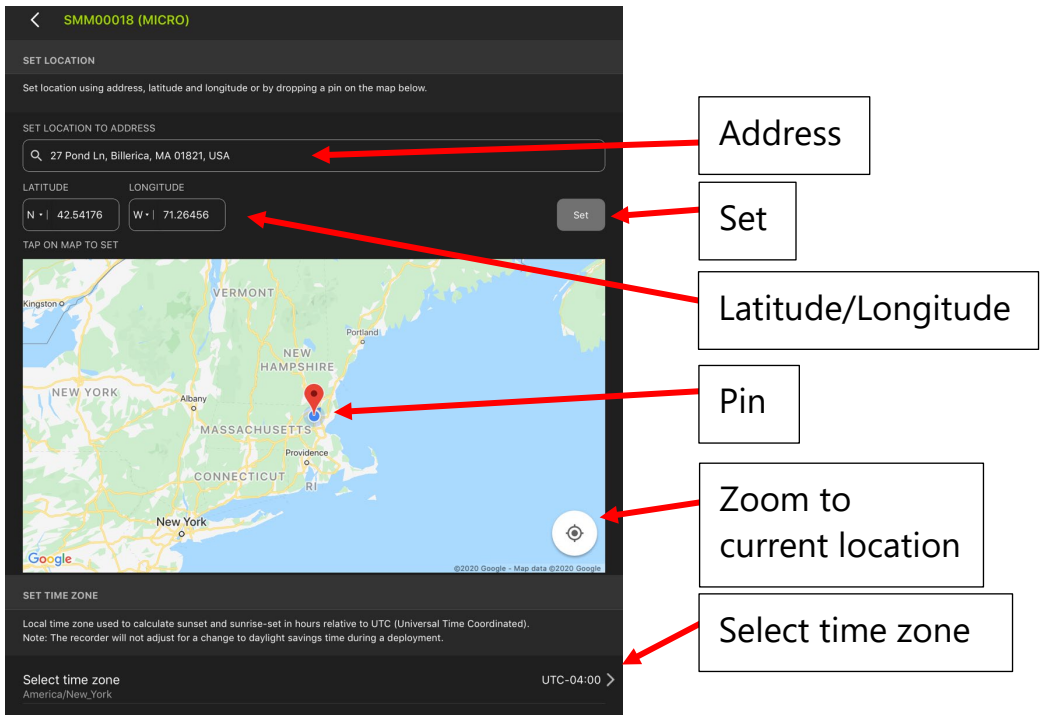 SMM00018 (MICRO)
SET LOCATION
Set location using address, latitude and longitude or by dropping a pin on the map below.
SET LOCATION TO ADDRESS
27 Pond Ln, Billerica, MA 01821, USA
LATITUDE LONGITUDE
N 42.54176 W 71.26456 Set
TAP ON MAP TO SET
Kingston
VERMONT
Portland
NEW
HAMPSHIRE
NEW YORK
Albany
MASSACHUSETTS
Providence
CONNECTICUT
RI
New York
Google
©2020 Google - Map data ©2020 Google
SET TIME ZONE
Local time zone used to calculate sunset and sunrise-set in hours relative to UTC (Universal Time Coordinated).
Note: The recorder will not adjust for a change to daylight savings time during a deployment.
Select time zone UTC-04:00
America/New_York
Address
Set
Latitude/Longitude
Pin
Zoom to
current location
Select time zone